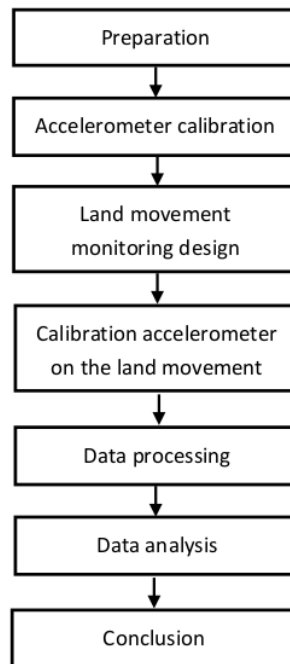 Preparation
Accelerometer calibration
Land movement
monitoring design
Calibration accelerometer
on the land movement
Data processing
Data analysis
Conclusion